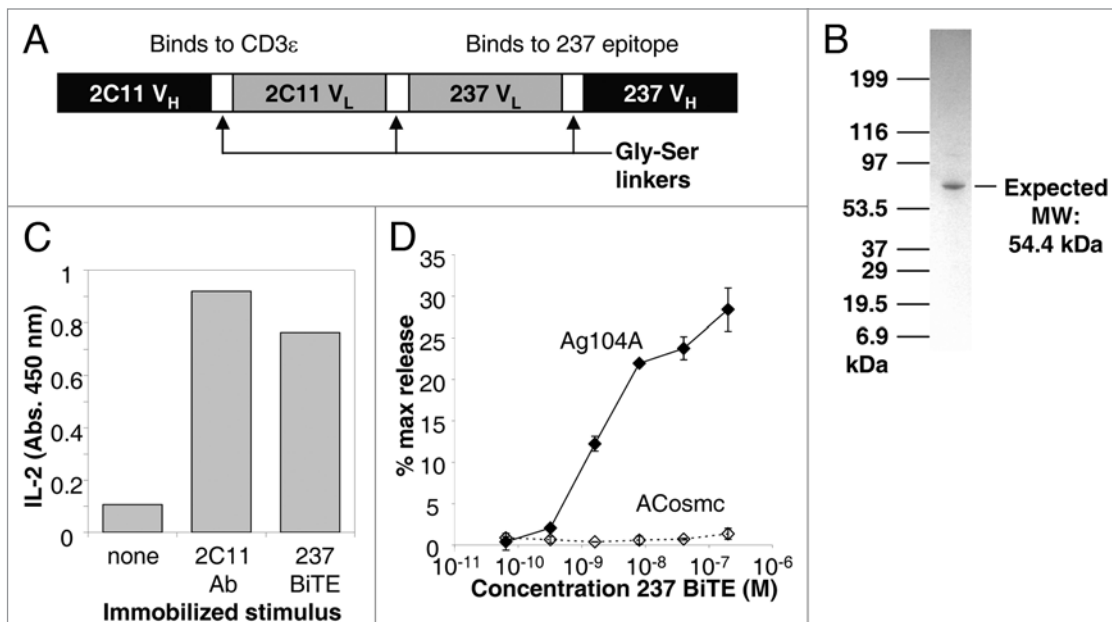 A
Binds to CD3ε
Binds to 237 epitope
2C11 VH
2C11 VL
237 VL
237 VH
Gly-Ser
linkers
B
199
116
97
53.5
37
29
19.5
6.9
kDa
Expected
MW:
54.4 kDa
C
IL-2 (Abs. 450 nm)
1
0.8
0.6
0.4
0.2
0
none
2C11
Ab
237
BiTE
Immobilized stimulus
D
% max release
35
30
25
20
15
10
5
0
Ag104A
ACosmc
10-11
10-10
10-9
10-8
10-7
10-6
Concentration 237 BiTE (M)